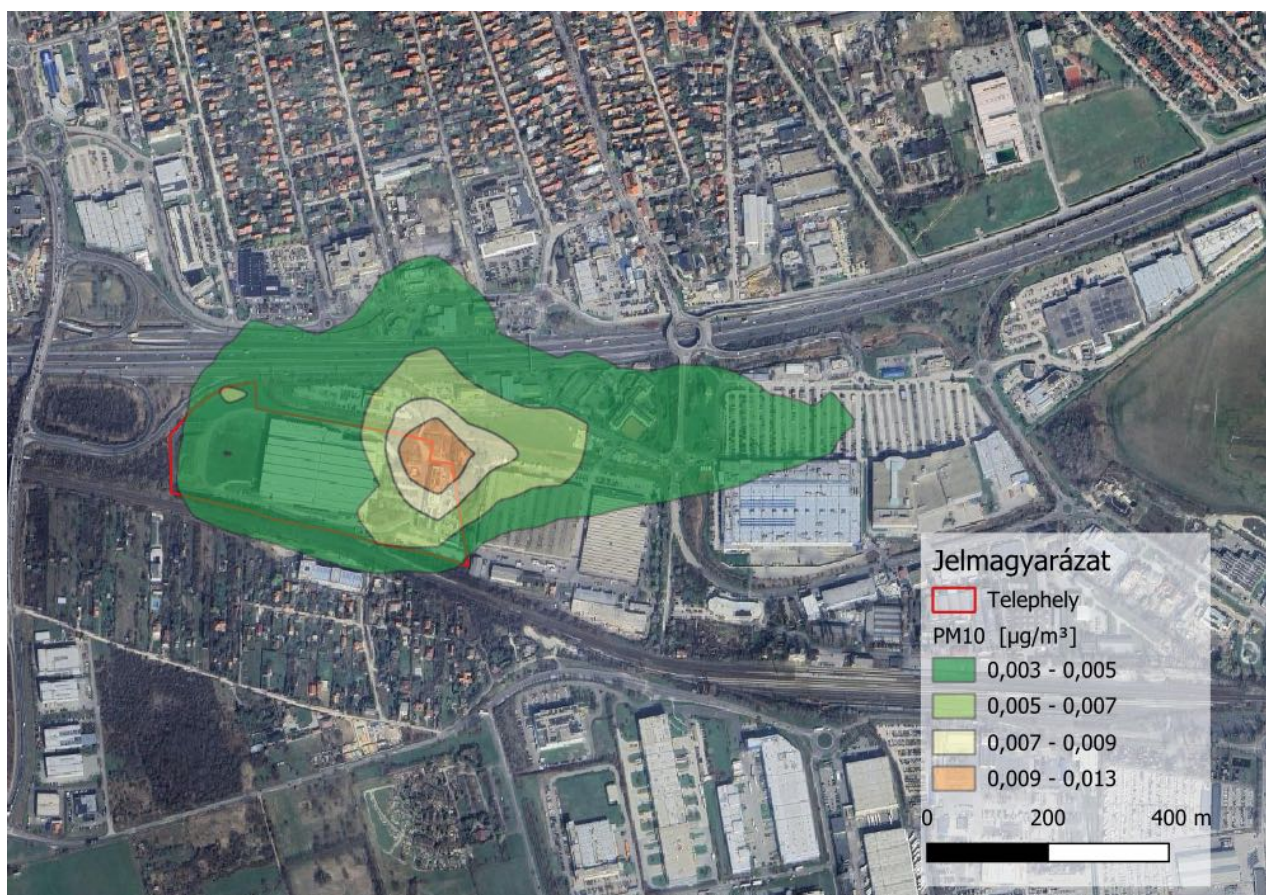 Jelmagyarázat
Telephely
PM10 [µg/m³]
0,003 - 0,005
0,005 - 0,007
0,007 - 0,009
0,009 - 0,013
0 200 400 m